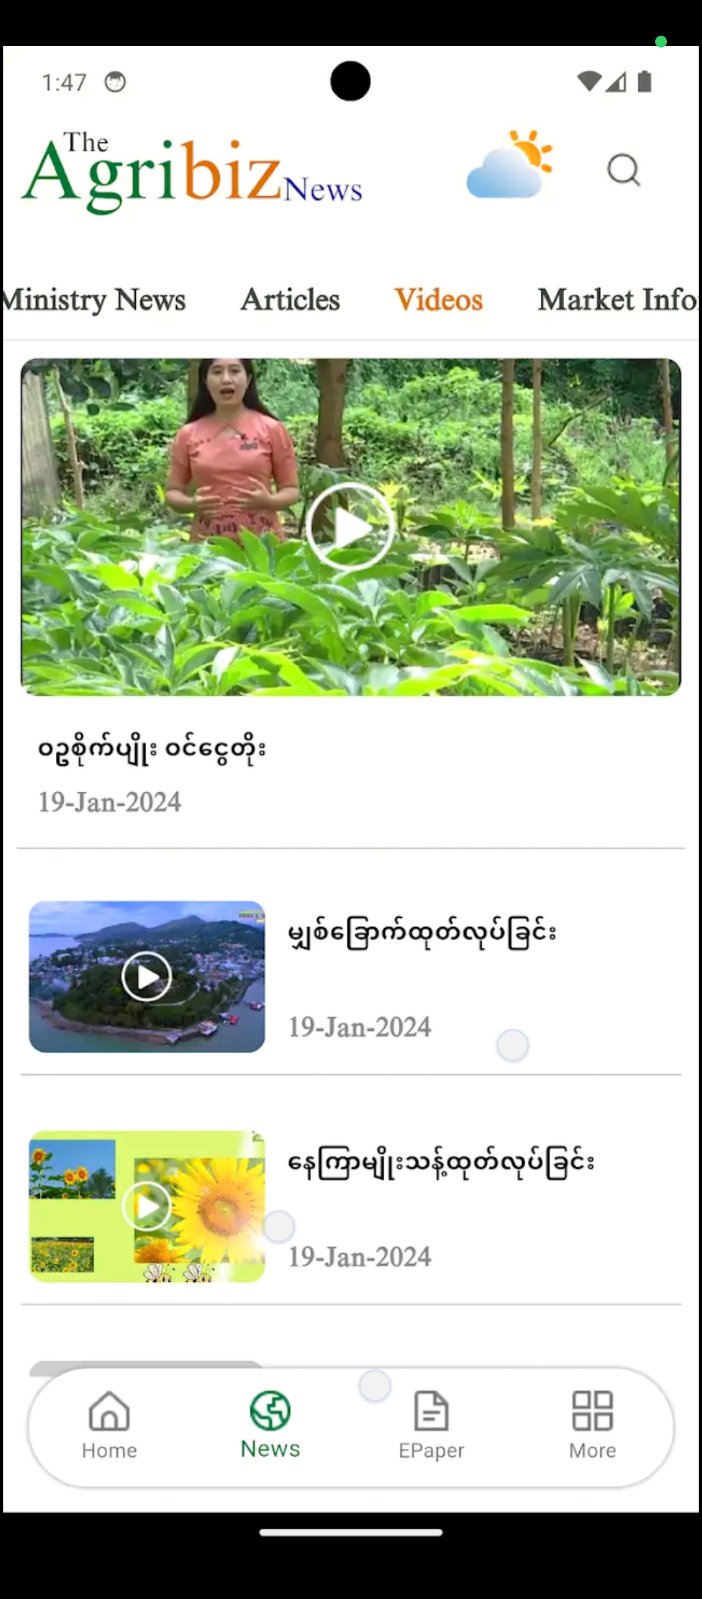 1:47
The
AgribizNews
Ministry News Articles Videos Market Info
ဝဥစိုက်ပျိုး ဝင်ငွေတိုး
19-Jan-2024
မျှစ်ခြောက်ထုတ်လုပ်ခြင်း
19-Jan-2024
နေကြာမျိုးသန့်ထုတ်လုပ်ခြင်း
19-Jan-2024
Home News EPaper More